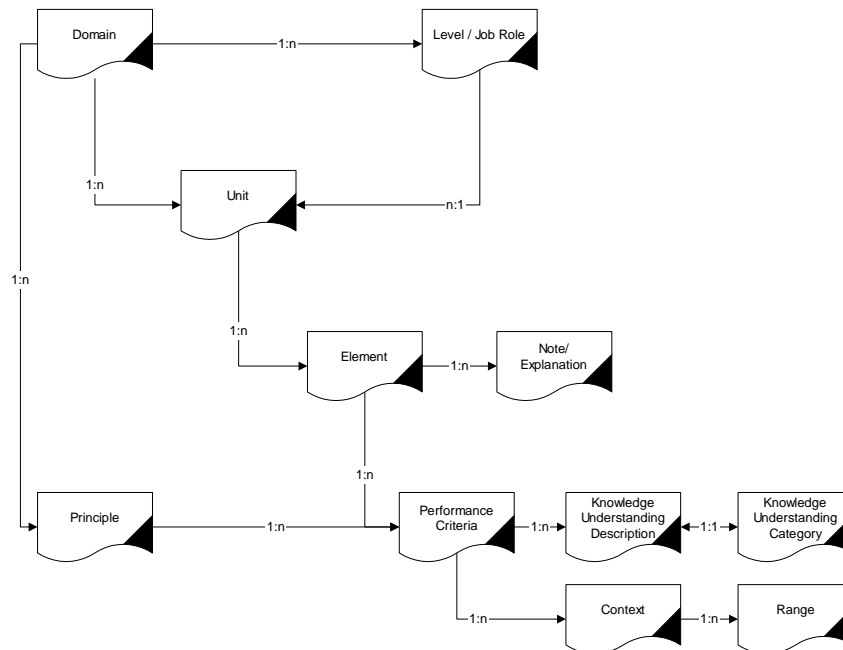 Domain
1:n
Level / Job Role
1:n
Unit
n:1
1:n
1:n
Element
1:n
Note/
Explanation
1:n
Principle
1:n
Performance
Criteria
1:n
Knowledge
Understanding
Description
1:1
Knowledge
Understanding
Category
1:n
Context
1:n
Range